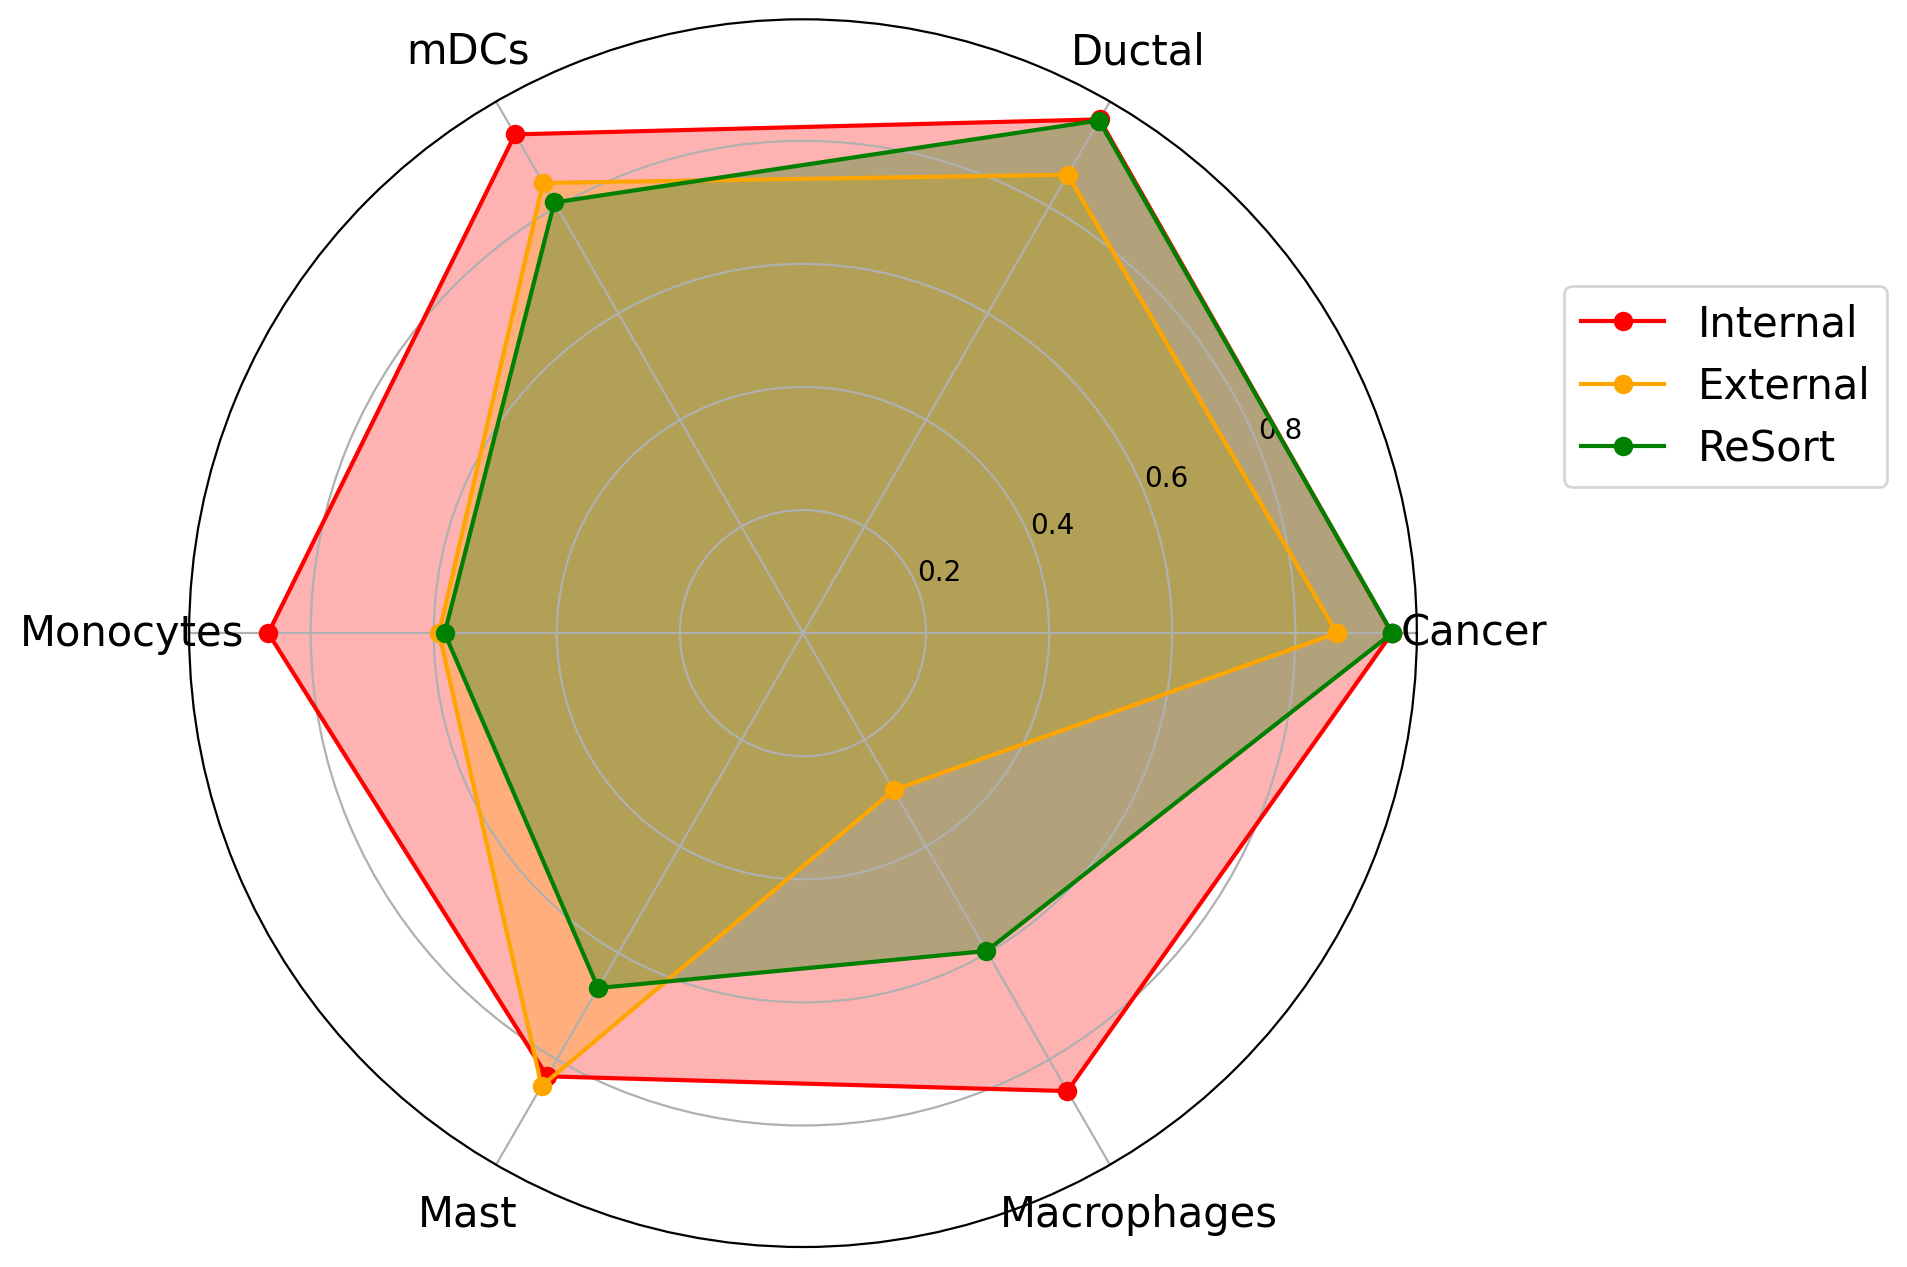 mDCs
Ductal
Internal
External
ReSort
0.8
0.6
0.4
0.2
Monocytes
Cancer
Mast
Macrophages